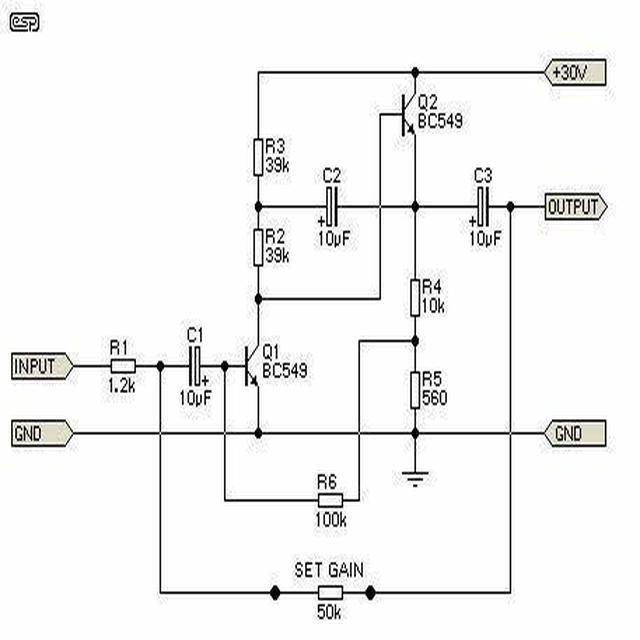 esp
+30V
Q2
BC549
R3
39k
C2
+
10µF
C3
+
10µF
OUTPUT
R2
39k
R4
10k
INPUT
R1
1.2k
C1
+
10µF
Q1
BC549
R5
560
GND
GND
R6
100k
SET GAIN
50k